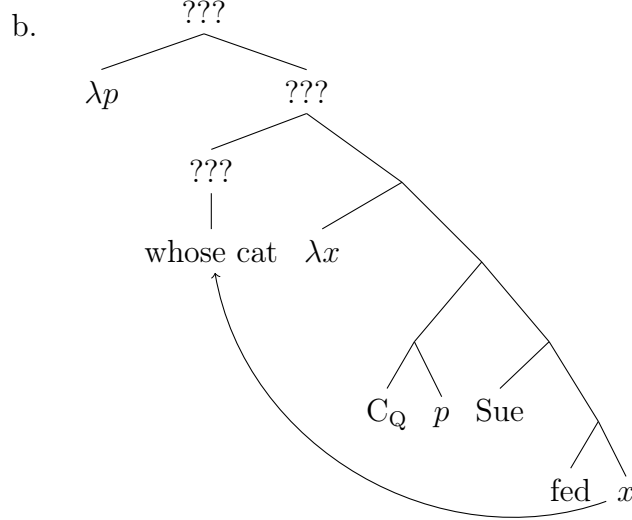 b.
???
λp
???
???
whose cat λx
C_Q p Sue
fed x